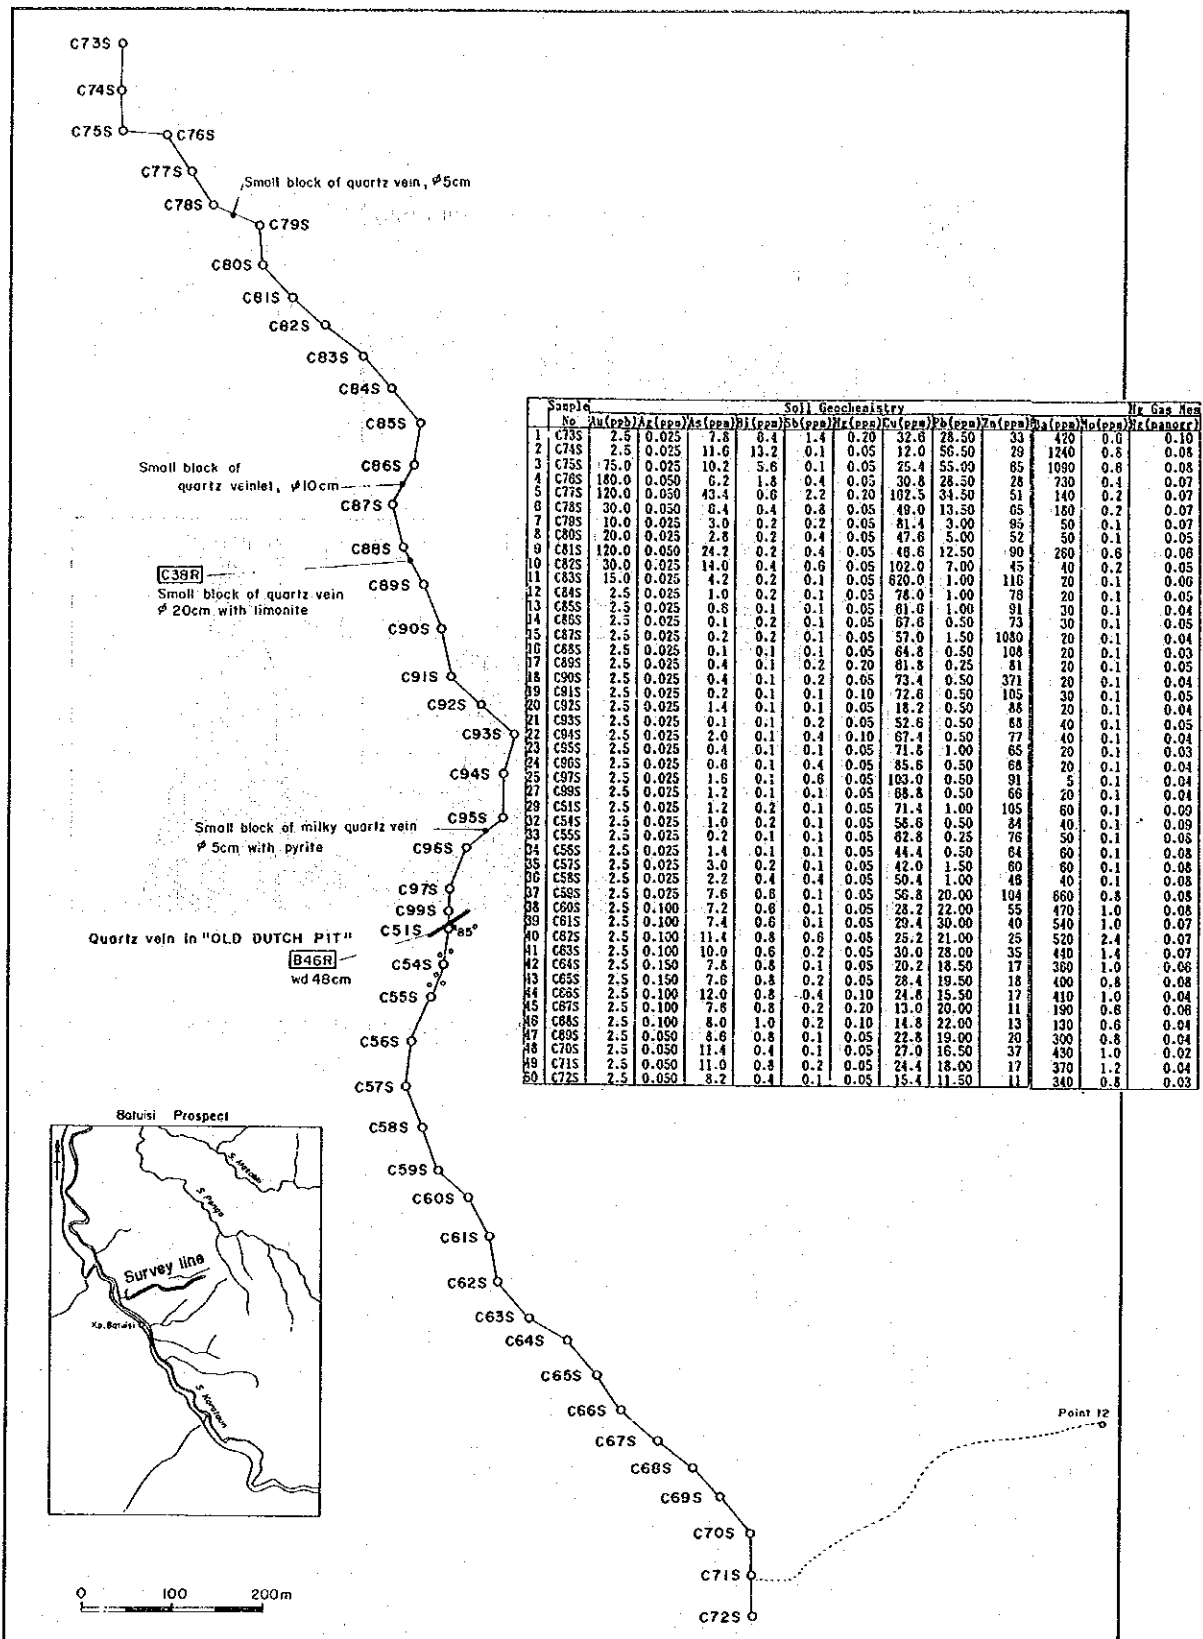 C73S
C74S
C75S
C76S
C77S
Small block of quartz vein, φ5cm
C78S
C79S
C80S
C81S
C82S
C83S
C84S
C85S
C86S
Small block of
quartz veinlet, φ10cm
C87S
C88S
C38R
Small block of quartz vein
φ 20cm with limonite
C89S
C90S
C91S
C92S
C93S
C94S
C95S
Small block of milky quartz vein
φ 5cm with pyrite
C96S
C97S
C99S
C51S
85°
Quartz vein in "OLD DUTCH PIT"
B46R
wd 48cm
C54S
C55S
C56S
C57S
C58S
C59S
C60S
C61S
C62S
C63S
C64S
C65S
C66S
C67S
C68S
C69S
C70S
C71S
C72S
Point 12
Sample Soil Geochemistry Hg Gas Mes
No Au(ppb) Ag(ppm) As(ppm) Bi(ppm) Sb(ppm) Hg(ppm) Cu(ppm) Pb(ppm) Zn(ppm) Ba(ppm) Mo(ppm) Hg(nanogr)
1 C73S 2.5 0.025 7.8 1.4 0.20 32.6 28.50 33 420 0.10
2 C74S 2.5 0.025 11.6 13.2 0.1 0.05 12.0 56.50 29 1240 0.8 0.08
3 C75S 75.0 0.025 10.2 5.6 0.1 0.05 25.4 55.00 65 1090 0.6 0.08
4 C76S 180.0 0.050 6.2 1.8 0.4 0.05 30.8 28.50 28 730 0.4 0.07
5 C77S 120.0 0.050 43.4 0.6 2.2 0.20 162.5 34.50 51 140 0.2 0.07
6 C78S 30.0 0.050 6.4 0.4 0.8 0.05 49.0 13.50 65 180 0.2 0.07
7 C79S 10.0 0.025 3.0 0.2 0.2 0.05 81.4 3.00 95 50 0.1 0.07
8 C80S 20.0 0.025 2.8 0.2 0.4 0.05 47.6 5.00 52 50 0.1 0.05
9 C81S 120.0 0.050 24.2 0.2 0.4 0.05 46.6 12.50 90 260 0.6 0.06
10 C82S 30.0 0.025 14.0 0.4 0.6 0.05 102.0 7.00 45 40 0.2 0.05
11 C83S 15.0 0.025 4.2 0.2 0.1 0.05 620.0 1.00 116 20 0.1 0.06
12 C84S 2.5 0.025 1.0 0.2 0.1 0.05 78.0 1.00 78 20 0.1 0.05
13 C85S 2.5 0.025 0.6 0.1 0.1 0.05 61.6 1.00 91 30 0.1 0.04
14 C86S 2.5 0.025 0.1 0.2 0.1 0.05 67.6 0.50 73 30 0.1 0.05
15 C87S 2.5 0.025 0.2 0.2 0.1 0.05 57.0 1.50 1080 20 0.1 0.04
16 C88S 2.5 0.025 0.1 0.1 0.1 0.05 64.8 0.50 108 20 0.1 0.03
17 C89S 2.5 0.025 0.4 0.1 0.2 0.20 61.8 0.25 81 20 0.1 0.05
18 C90S 2.5 0.025 0.4 0.1 0.2 0.05 73.4 0.50 371 20 0.1 0.04
19 C91S 2.5 0.025 0.2 0.1 0.1 0.10 72.6 0.50 105 30 0.1 0.05
20 C92S 2.5 0.025 1.4 0.1 0.1 0.05 18.2 0.50 88 20 0.1 0.04
21 C93S 2.5 0.025 0.1 0.1 0.2 0.05 52.6 0.50 88 40 0.1 0.05
22 C94S 2.5 0.025 2.0 0.1 0.4 0.10 67.4 0.50 77 40 0.1 0.04
23 C95S 2.5 0.025 0.4 0.1 0.1 0.05 71.8 1.00 65 20 0.1 0.03
24 C96S 2.5 0.025 0.6 0.1 0.4 0.05 85.6 0.50 68 20 0.1 0.04
25 C97S 2.5 0.025 1.6 0.1 0.6 0.05 103.0 0.50 91 5 0.1 0.04
27 C99S 2.5 0.025 1.2 0.1 0.1 0.05 68.8 0.50 66 20 0.1 0.04
29 C51S 2.5 0.025 1.2 0.2 0.1 0.05 71.4 1.00 105 60 0.1 0.09
32 C54S 2.5 0.025 1.0 0.2 0.1 0.05 58.6 0.50 84 40 0.1 0.09
33 C55S 2.5 0.025 0.2 0.1 0.1 0.05 82.8 0.25 76 50 0.1 0.08
34 C56S 2.5 0.025 1.4 0.1 0.1 0.05 44.4 0.50 64 60 0.1 0.08
35 C57S 2.5 0.025 3.0 0.2 0.1 0.05 42.0 1.50 60 60 0.1 0.08
36 C58S 2.5 0.025 2.2 0.4 0.4 0.05 50.4 1.00 46 40 0.1 0.08
37 C59S 2.5 0.025 7.6 0.6 0.1 0.05 56.8 20.00 104 660 0.8 0.08
38 C60S 2.5 0.100 7.2 0.6 0.1 0.05 28.2 22.00 55 470 1.0 0.08
39 C61S 2.5 0.100 7.4 0.6 0.1 0.05 29.4 30.00 40 540 1.0 0.07
40 C62S 2.5 0.100 11.4 0.8 0.6 0.05 25.2 21.00 25 520 2.4 0.07
41 C63S 2.5 0.100 10.0 0.6 0.2 0.05 30.0 28.00 35 440 1.4 0.07
42 C64S 2.5 0.150 7.8 0.8 0.1 0.05 20.2 18.50 17 360 1.0 0.06
43 C65S 2.5 0.150 7.6 0.8 0.2 0.05 28.4 19.50 18 400 0.8 0.08
44 C66S 2.5 0.100 12.0 0.8 0.4 0.10 24.8 15.50 17 410 1.0 0.04
45 C67S 2.5 0.100 7.6 0.8 0.2 0.20 13.0 20.00 11 190 0.6 0.06
46 C68S 2.5 0.100 8.0 1.0 0.2 0.10 14.8 22.00 13 130 0.6 0.04
47 C69S 2.5 0.050 8.6 0.8 0.1 0.05 22.8 19.00 20 300 0.8 0.04
48 C70S 2.5 0.050 11.4 0.4 0.1 0.05 27.0 16.50 37 430 1.0 0.02
49 C71S 2.5 0.050 11.0 0.8 0.2 0.05 24.4 18.00 17 370 1.2 0.04
50 C72S 2.5 0.050 8.2 0.4 0.1 0.05 15.4 11.50 11 340 0.8 0.03
Batuisi Prospect
S. Pongo
Survey line
Kp. Batuisi
S. Karataun
0 100 200m